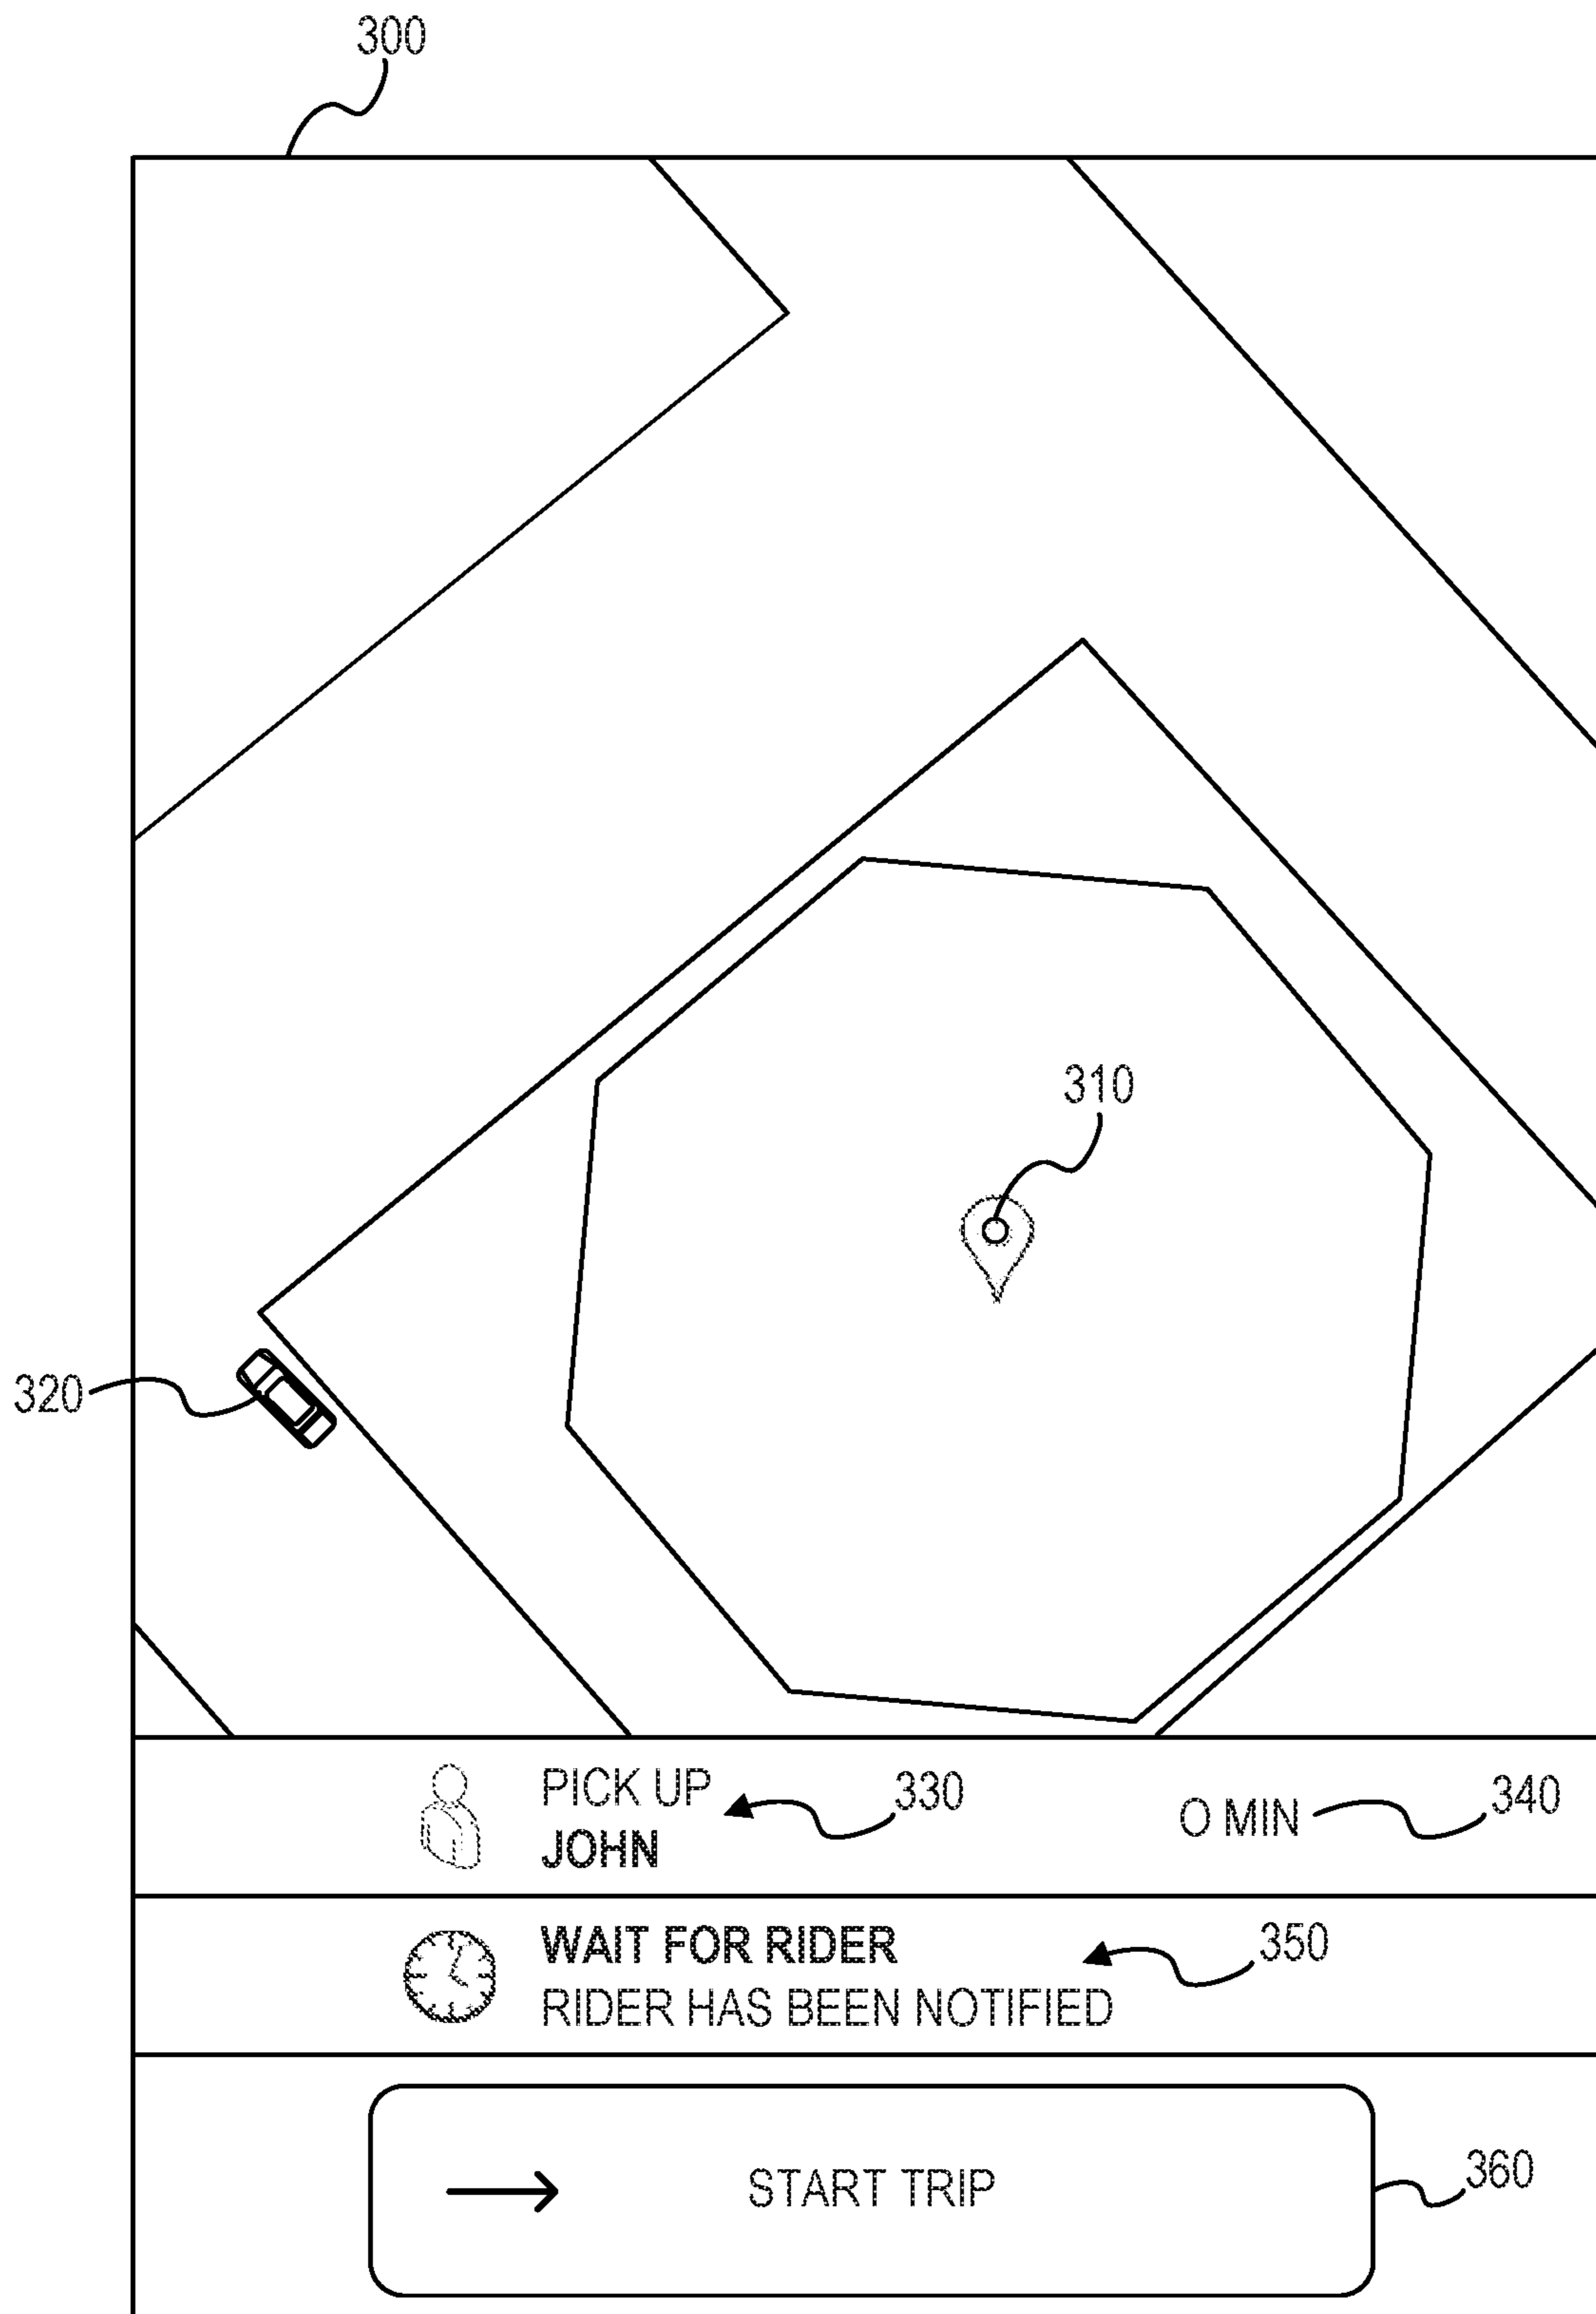 300
310
320
PICK UP
JOHN
330
O MIN
340
WAIT FOR RIDER
RIDER HAS BEEN NOTIFIED
350
START TRIP
360